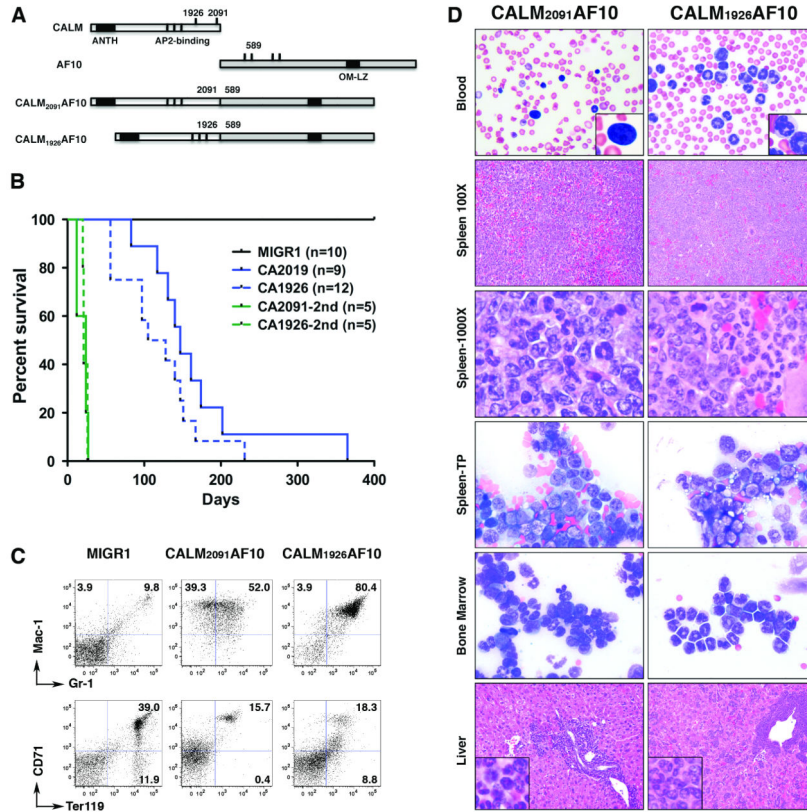 A
1926 2091
CALM
ANTH AP2-binding
589
AF10
OM-LZ
2091 589
CALM2091AF10
1926 589
CALM1926AF10
B
100
80
60
40
20
0
Percent survival
0 100 200 300 400
Days
MIGR1 (n=10)
CA2019 (n=9)
CA1926 (n=12)
CA2091-2nd (n=5)
CA1926-2nd (n=5)
C
MIGR1 CALM2091AF10 CALM1926AF10
3.9 9.8 39.3 52.0 3.9 80.4
Mac-1
Gr-1
39.0 15.7 18.3
11.9 0.4 8.8
CD71
Ter119
D
CALM2091AF10 CALM1926AF10
Blood
Spleen 100X
Spleen-1000X
Spleen-TP
Bone Marrow
Liver